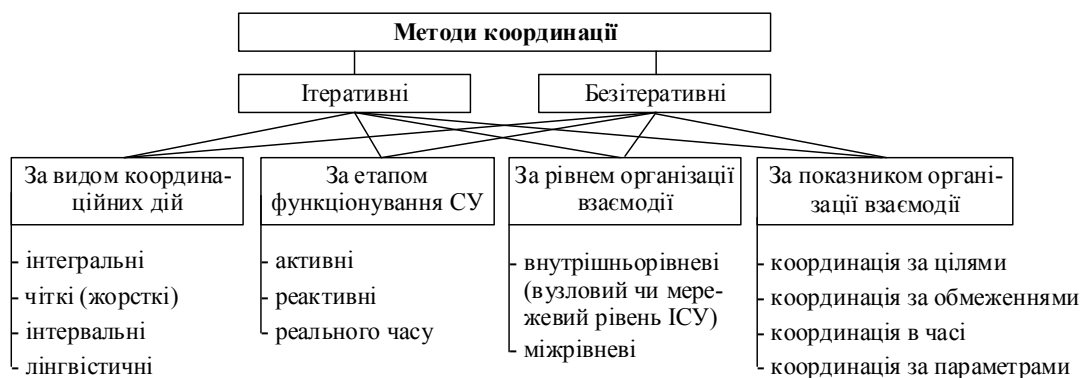 Методи координації
Ітеративні
Безітеративні
За видом координа-
ційних дій
За етапом
функціонування СУ
За рівнем організації
взаємодії
За показником органі-
зації взаємодії
інтегральні
чіткі (жорсткі)
інтервальні
лінгвістичні
активні
реактивні
реального часу
внутрішньорівневі
(вузловий чи мере-
жевий рівень ІСУ)
міжрівневі
координація за цілями
координація за обмеженнями
координація в часі
координація за параметрами